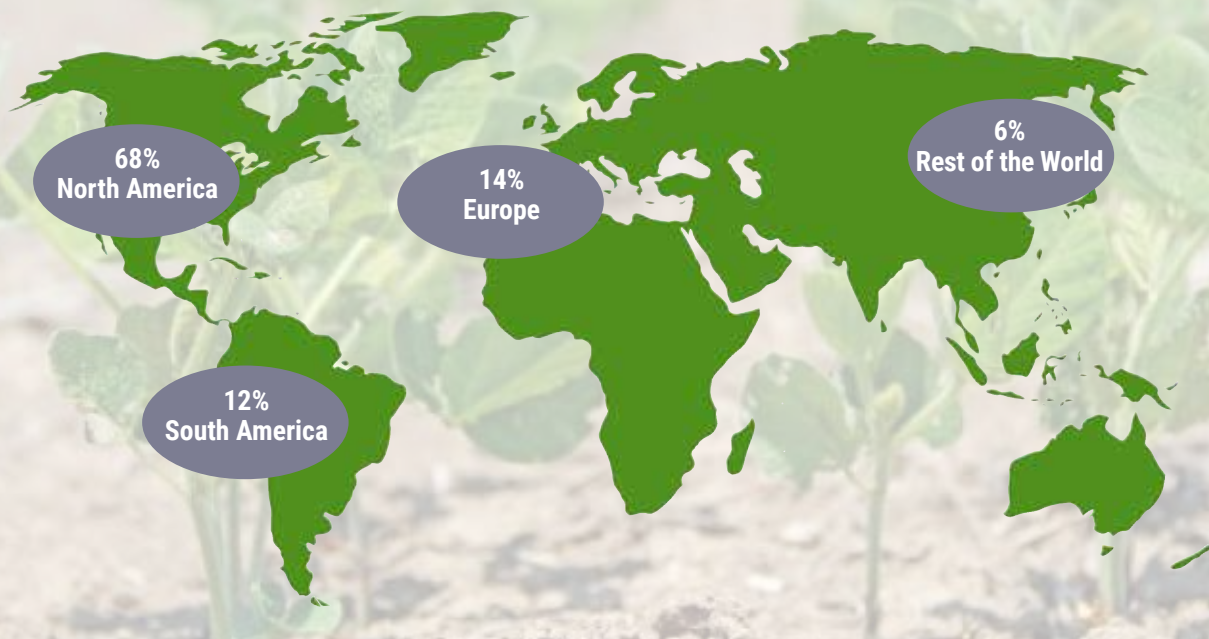 68%
North America
14%
Europe
6%
Rest of the World
12%
South America